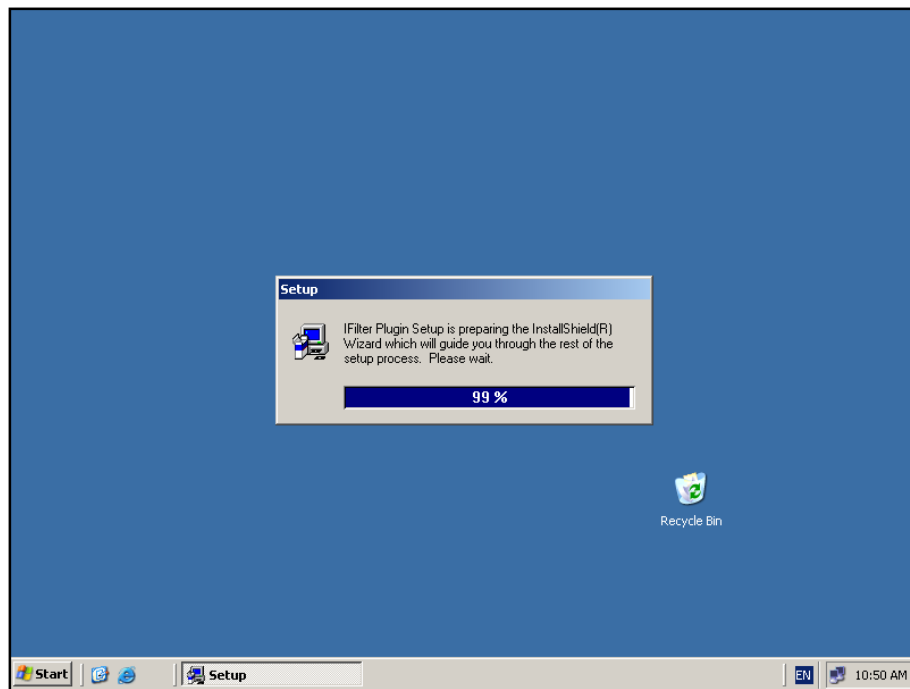 Setup
IFilter Plugin Setup is preparing the InstallShield(R)
Wizard which will guide you through the rest of the
setup process.  Please wait.
99 %
Recycle Bin
Start
Setup
EN
10:50 AM